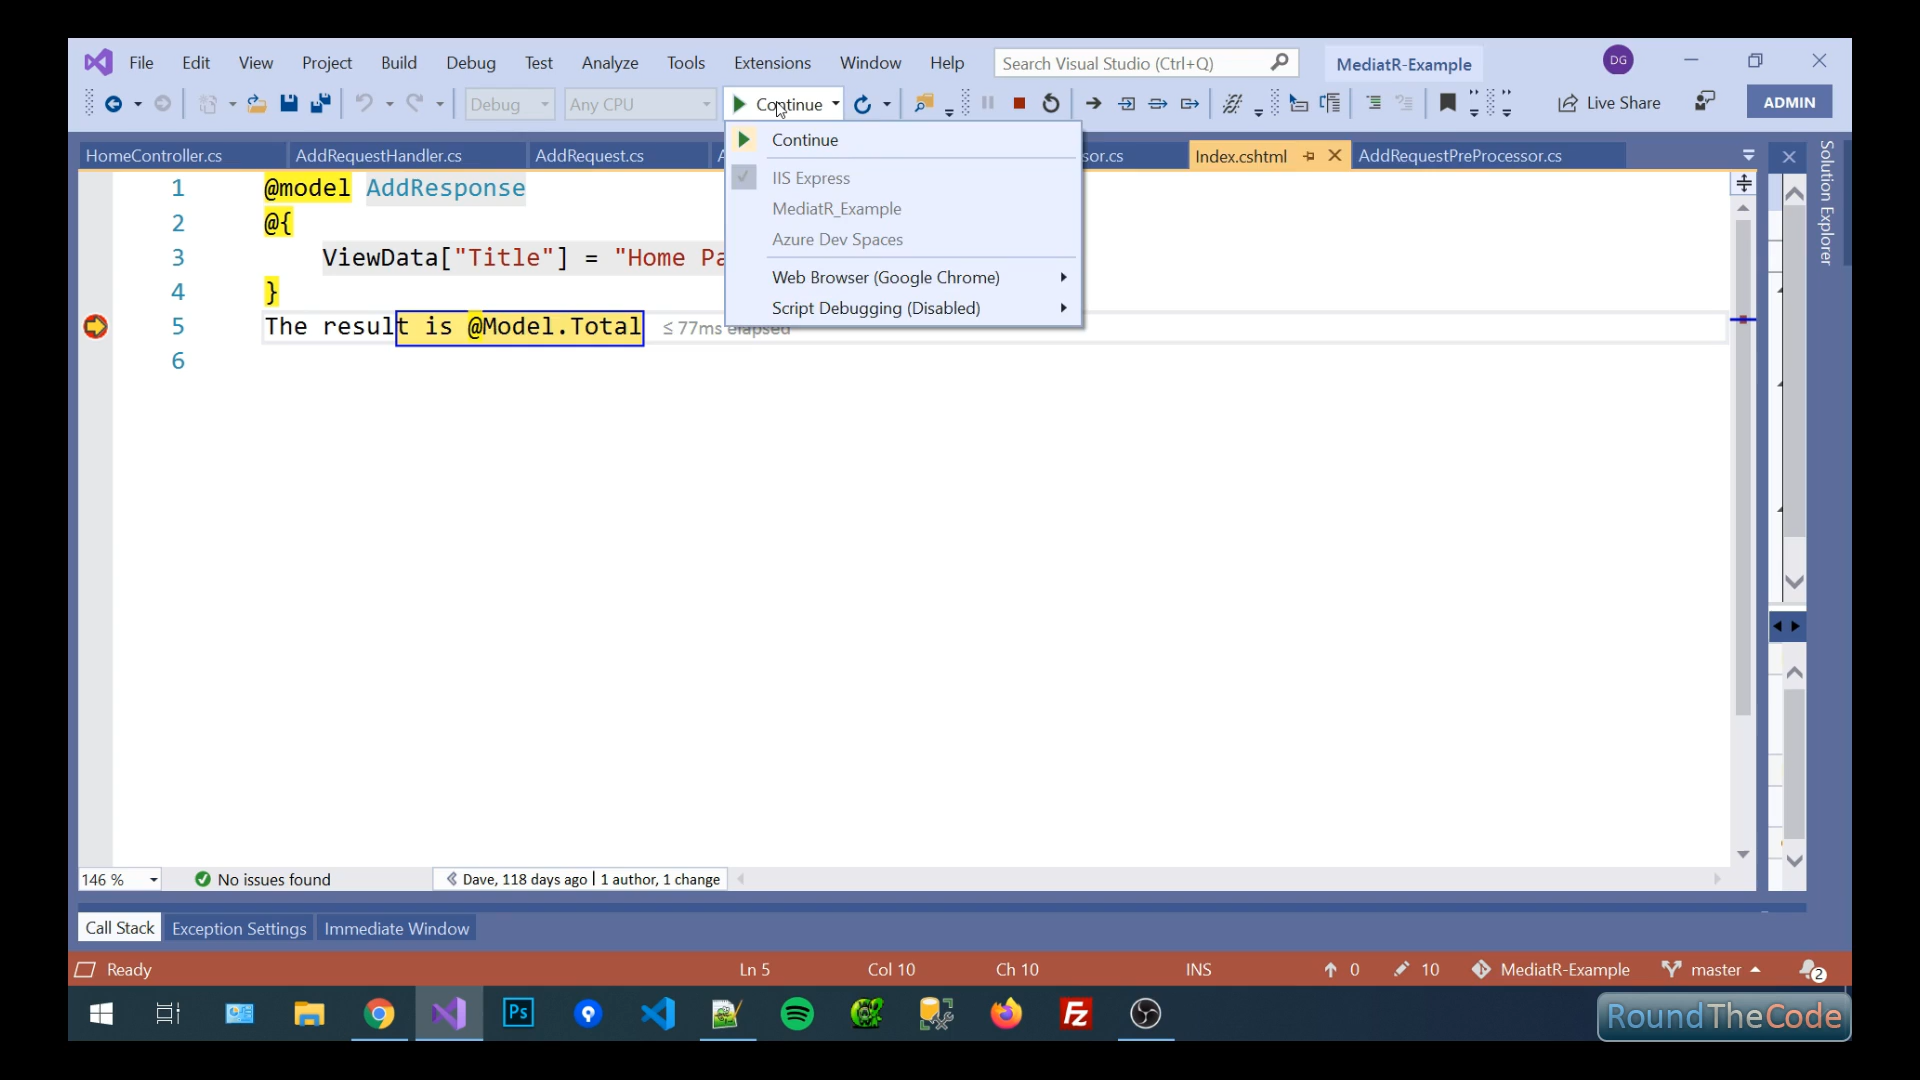 File Edit View Project Build Debug Test Analyze Tools Extensions Window Help Search Visual Studio (Ctrl+Q) MediatR-Example DG
Debug Any CPU Continue Live Share ADMIN
Continue
HomeController.cs AddRequestHandler.cs AddRequest.cs sor.cs Index.cshtml AddRequestPreProcessor.cs
Solution Explorer
IIS Express
MediatR_Example
Azure Dev Spaces
Web Browser (Google Chrome)
Script Debugging (Disabled)
1 @model AddResponse
2 @{
3 ViewData["Title"] = "Home Pa
4 }
5 The result is @Model.Total ≤ 77ms elapsed
6
146 % No issues found Dave, 118 days ago | 1 author, 1 change
Call Stack Exception Settings Immediate Window
Ready Ln 5 Col 10 Ch 10 INS 0 10 MediatR-Example master 2
Ps Fz RoundTheCode